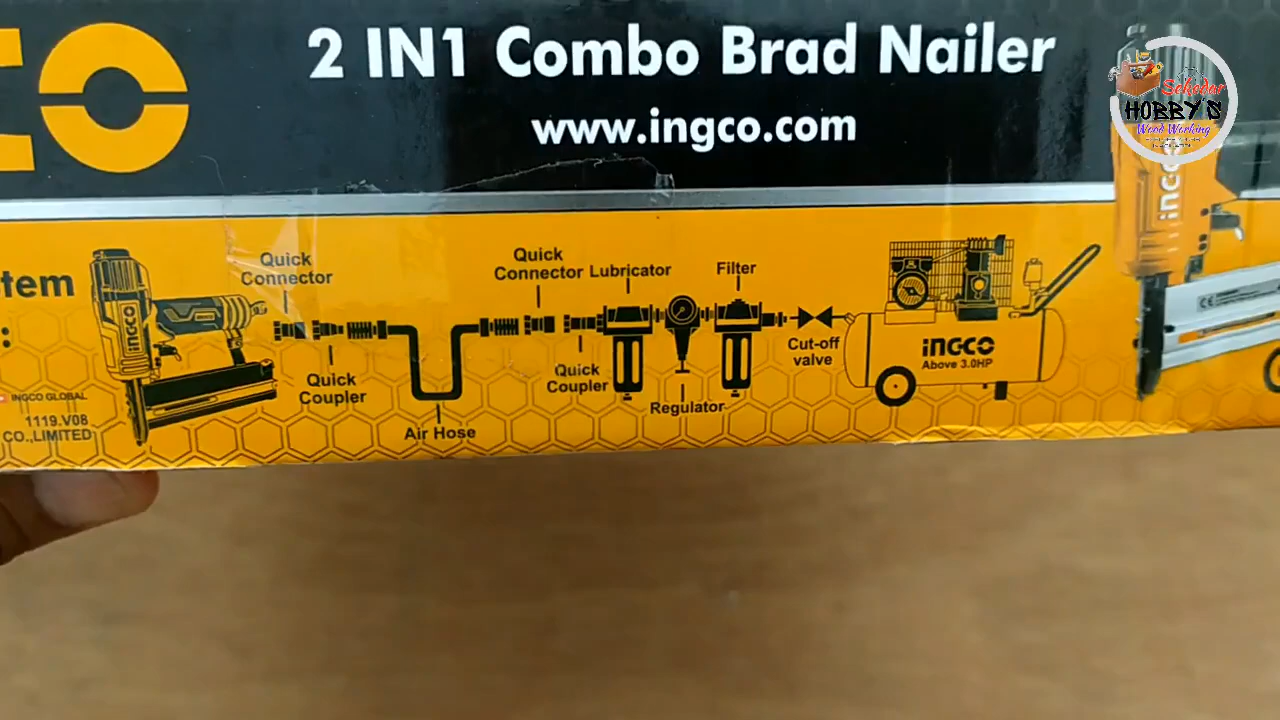 CO
2 IN1 Combo Brad Nailer
www.ingco.com
Sekedar
HOBBY'S
Wood Working
INGCO
tem
:
Quick
Connector
Quick
Connector
Lubricator
Filter
INGCO
Quick
Coupler
Air Hose
Quick
Coupler
Regulator
Cut-off
valve
INGCO
Above 3.0HP
INGCO GLOBAL
1119.V08
CO.,LIMITED